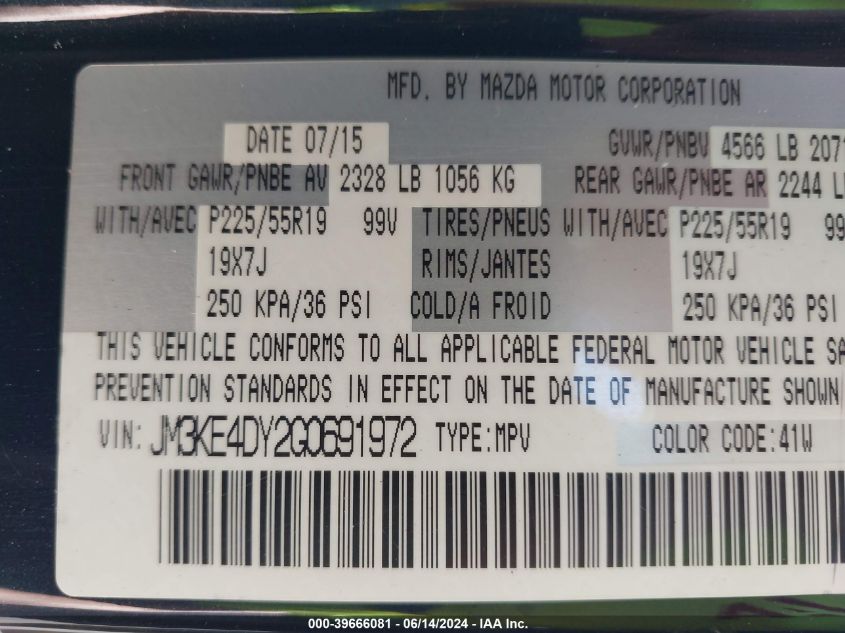 MFD. BY MAZDA MOTOR CORPORATION
DATE 07/15 GVWR/PNBV 4566 LB 2071
FRONT GAWR/PNBE AV 2328 LB 1056 KG REAR GAWR/PNBE AR 2244 L
WITH/AVEC P225/55R19 99V TIRES/PNEUS WITH/AVEC P225/55R19 99
19X7J RIMS/JANTES 19X7J
250 KPA/36 PSI COLD/A FROID 250 KPA/36 PSI
THIS VEHICLE CONFORMS TO ALL APPLICABLE FEDERAL MOTOR VEHICLE SA
PREVENTION STANDARDS IN EFFECT ON THE DATE OF MANUFACTURE SHOWN
VIN: JM3KE4DY2G0691972 TYPE:MPV COLOR CODE:41W
000-39666081 - 06/14/2024 - IAA Inc.